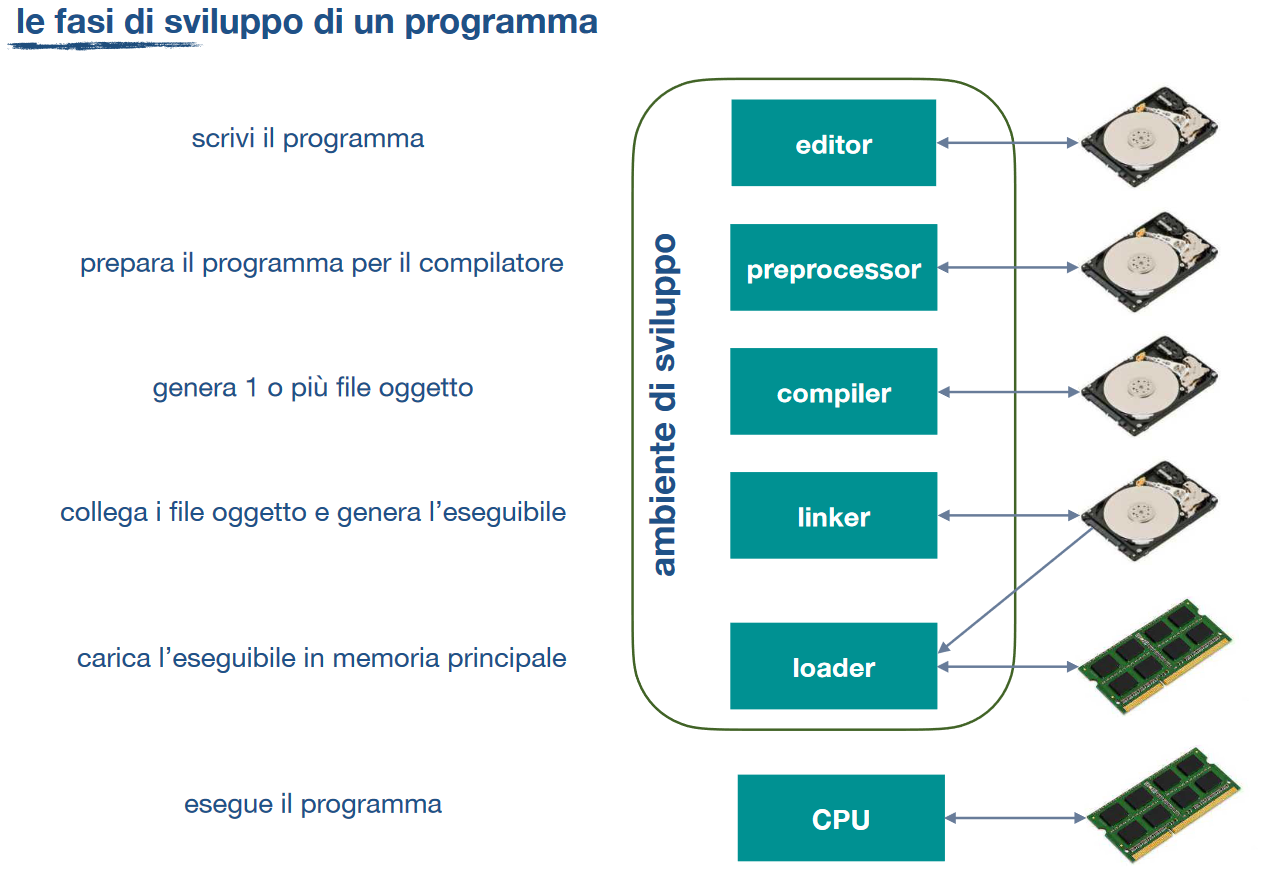 le fasi di sviluppo di un programma
scrivi il programma
editor
prepara il programma per il compilatore
preprocessor
genera 1 o più file oggetto
compiler
ambiente di sviluppo
collega i file oggetto e genera l’eseguibile
linker
carica l’eseguibile in memoria principale
loader
esegue il programma
CPU